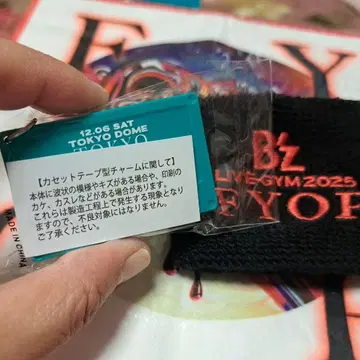 12.06 SAT
TOKYO DOME
TOKYO
【カセットテープ型チャームに関して】
本体に波状の模様やキズがある場合や、印刷の
カケ、カスレなどがある場合があります。
これらは製造工程上で発生する現象となり
ますので、不良対象にはなりません。
ご了承ください。
MADE IN CHINA
B'z
LIVE-GYM 2025
FYOP